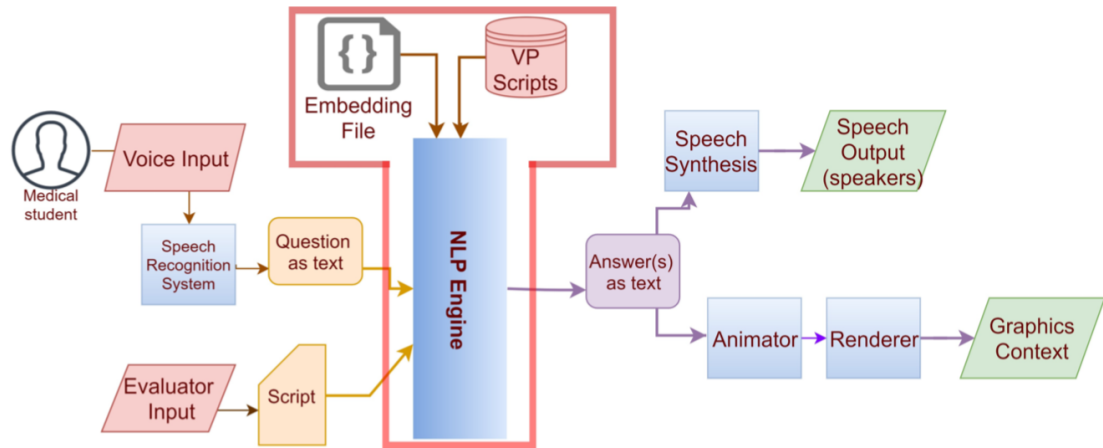 {}
Embedding
File
VP
Scripts
Medical
student
Voice Input
Speech
Recognition
System
Question
as text
Evaluator
Input
Script
NLP Engine
Answer(s)
as text
Speech
Synthesis
Speech
Output
(speakers)
Animator
Renderer
Graphics
Context